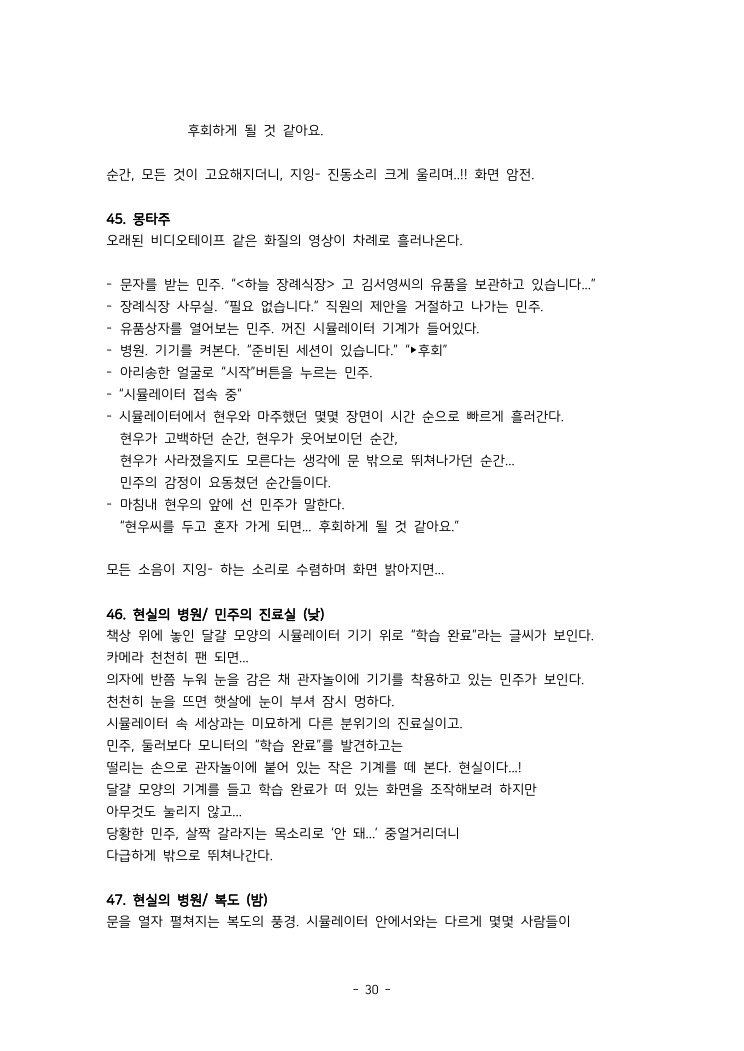 후회하게 될 것 같아요.
순간, 모든 것이 고요해지더니, 지잉- 진동소리 크게 울리며..!! 화면 암전.
45. 몽타주
오래된 비디오테이프 같은 화질의 영상이 차례로 흘러나온다.
- 문자를 받는 민주. “<하늘 장례식장> 고 김서영씨의 유품을 보관하고 있습니다...”
- 장례식장 사무실. “필요 없습니다.” 직원의 제안을 거절하고 나가는 민주.
- 유품상자를 열어보는 민주. 꺼진 시뮬레이터 기계가 들어있다.
- 병원. 기기를 켜본다. “준비된 세션이 있습니다.” “▶후회”
- 아리송한 얼굴로 “시작”버튼을 누르는 민주.
- “시뮬레이터 접속 중”
- 시뮬레이터에서 현우와 마주했던 몇몇 장면이 시간 순으로 빠르게 흘러간다.
현우가 고백하던 순간, 현우가 웃어보이던 순간,
현우가 사라졌을지도 모른다는 생각에 문 밖으로 뛰쳐나가던 순간...
민주의 감정이 요동쳤던 순간들이다.
- 마침내 현우의 앞에 선 민주가 말한다.
“현우씨를 두고 혼자 가게 되면... 후회하게 될 것 같아요.”
모든 소음이 지잉- 하는 소리로 수렴하며 화면 밝아지면...
46. 현실의 병원/ 민주의 진료실 (낮)
책상 위에 놓인 달걀 모양의 시뮬레이터 기기 위로 “학습 완료”라는 글씨가 보인다.
카메라 천천히 팬 되면...
의자에 반쯤 누워 눈을 감은 채 관자놀이에 기기를 착용하고 있는 민주가 보인다.
천천히 눈을 뜨면 햇살에 눈이 부셔 잠시 멍하다.
시뮬레이터 속 세상과는 미묘하게 다른 분위기의 진료실이고.
민주, 둘러보다 모니터의 “학습 완료”를 발견하고는
떨리는 손으로 관자놀이에 붙어 있는 작은 기계를 떼 본다. 현실이다...!
달걀 모양의 기계를 들고 학습 완료가 떠 있는 화면을 조작해보려 하지만
아무것도 눌리지 않고...
당황한 민주, 살짝 갈라지는 목소리로 ‘안 돼...’ 중얼거리더니
다급하게 밖으로 뛰쳐나간다.
47. 현실의 병원/ 복도 (밤)
문을 열자 펼쳐지는 복도의 풍경. 시뮬레이터 안에서와는 다르게 몇몇 사람들이
- 30 -